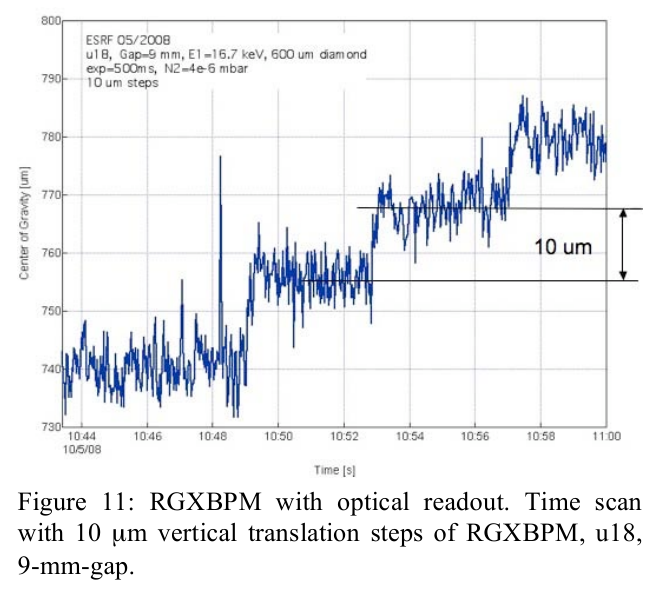 800
ESRF 05/2008
u18, Gap=9 mm, E1=16.7 keV, 600 um diamond
exp=500ms, N2=4e-6 mbar
10 um steps
790
780
770
760
750
740
730
Center of Gravity [um]
10 um
10:44 10:46 10:48 10:50 10:52 10:54 10:56 10:58 11:00
10/5/08
Time [s]
Figure 11: RGXBPM with optical readout. Time scan
with 10 µm vertical translation steps of RGXBPM, u18,
9-mm-gap.